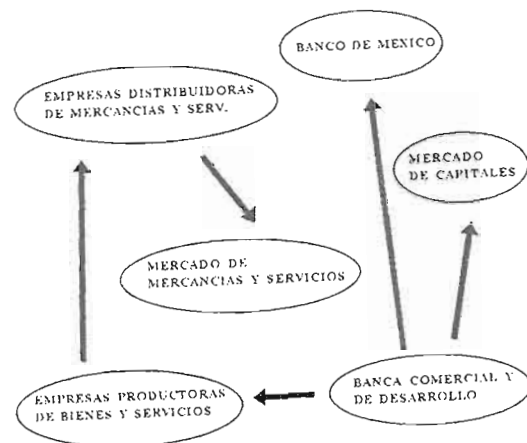 BANCO DE MEXICO
EMPRESAS DISTRIBUIDORAS
DE MERCANCIAS Y SERV.
MERCADO
DE CAPITALES
MERCADO DE
MERCANCIAS Y SERVICIOS
EMPRESAS PRODUCTORAS
DE BIENES Y SERVICIOS
BANCA COMERCIAL Y
DE DESARROLLO